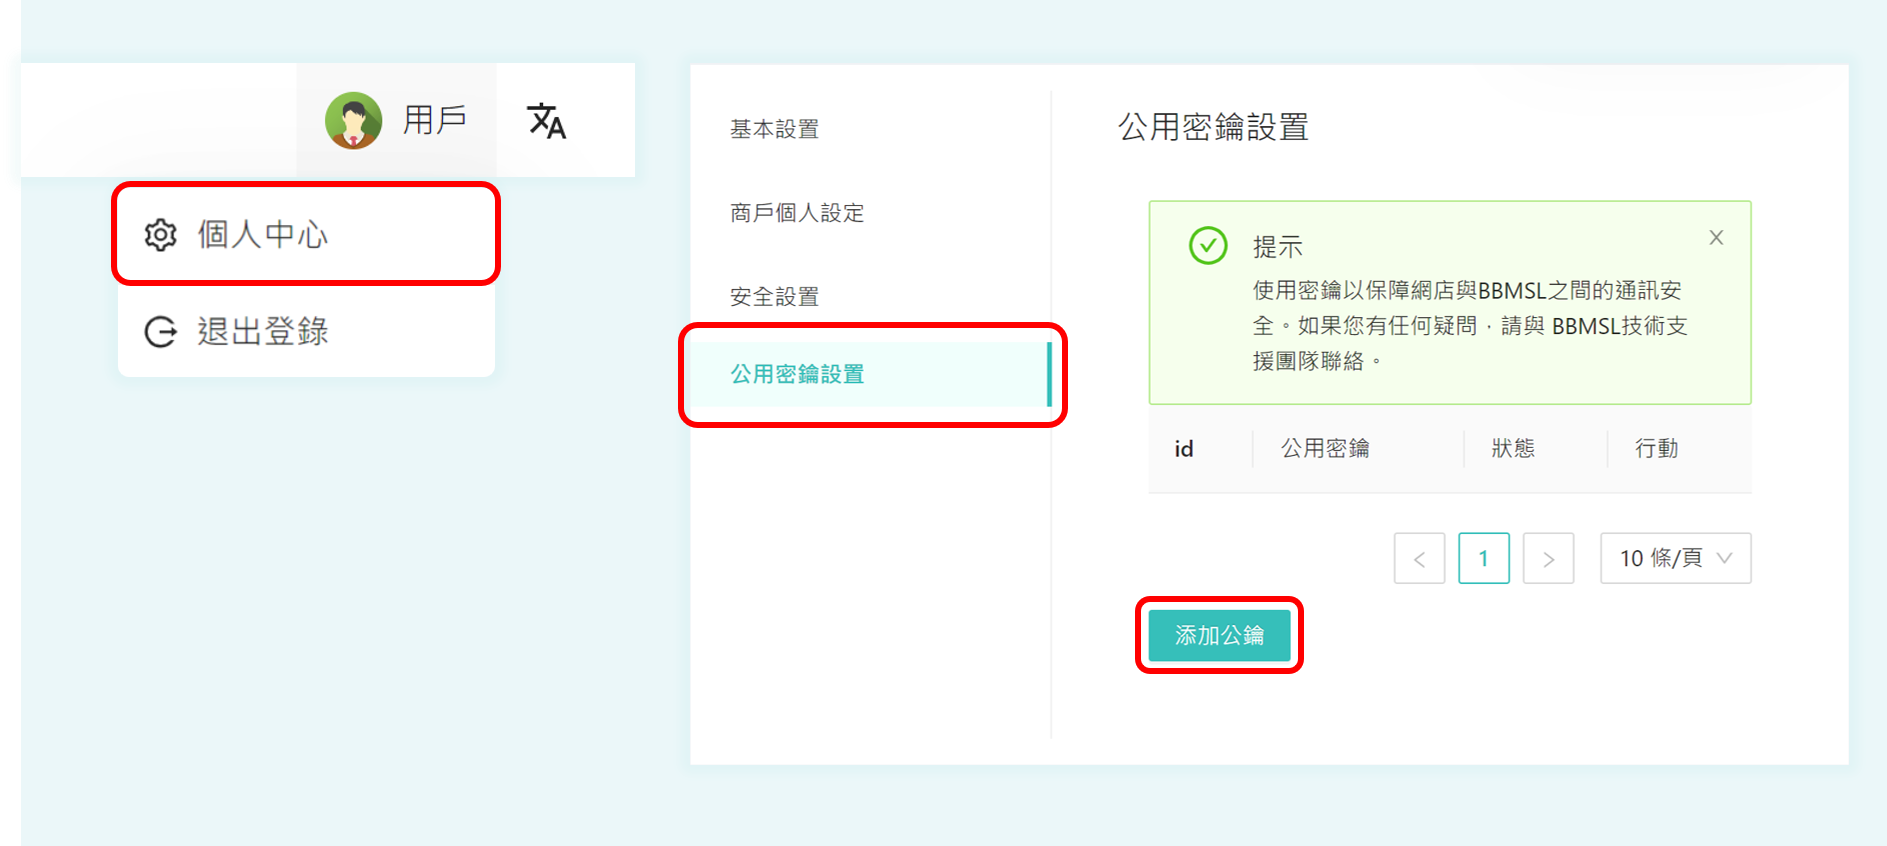 用戶
個人中心
退出登錄
基本設置
商戶個人設定
安全設置
公用密鑰設置
公用密鑰設置
提示
X
使用密鑰以保障網店與BBMSL之間的通訊安
全。如果您有任何疑問，請與 BBMSL技術支
援團隊聯絡。
id 公用密鑰 狀態 行動
< 1 > 10 條/頁
添加公鑰